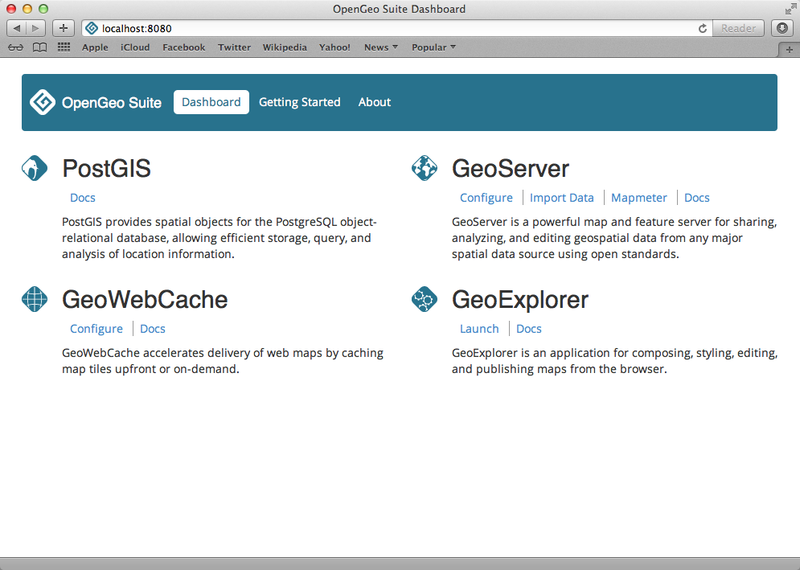 OpenGeo Suite Dashboard
localhost:8080
Reader
Apple iCloud Facebook Twitter Wikipedia Yahoo! News Popular
OpenGeo Suite Dashboard Getting Started About
PostGIS
Docs
PostGIS provides spatial objects for the PostgreSQL object-
relational database, allowing efficient storage, query, and
analysis of location information.
GeoServer
Configure Import Data Mapmeter Docs
GeoServer is a powerful map and feature server for sharing,
analyzing, and editing geospatial data from any major
spatial data source using open standards.
GeoWebCache
Configure Docs
GeoWebCache accelerates delivery of web maps by caching
map tiles upfront or on-demand.
GeoExplorer
Launch Docs
GeoExplorer is an application for composing, styling, editing,
and publishing maps from the browser.